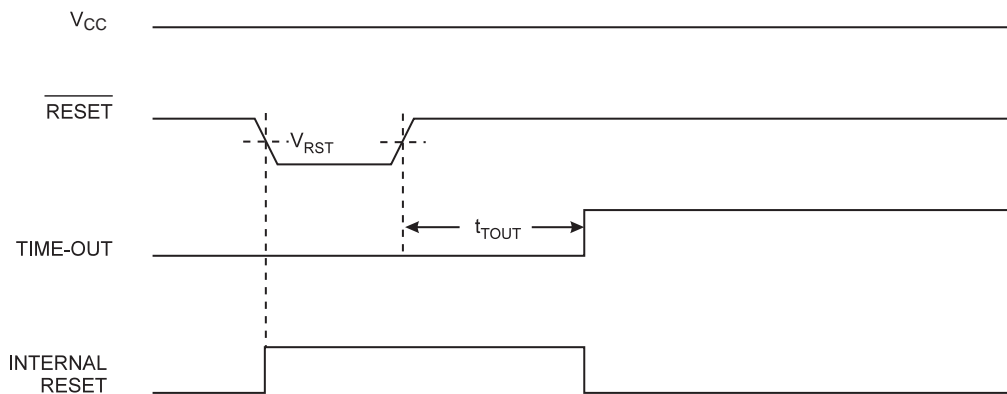 VCC
RESET
VRST
tTOUT
TIME-OUT
INTERNAL
RESET